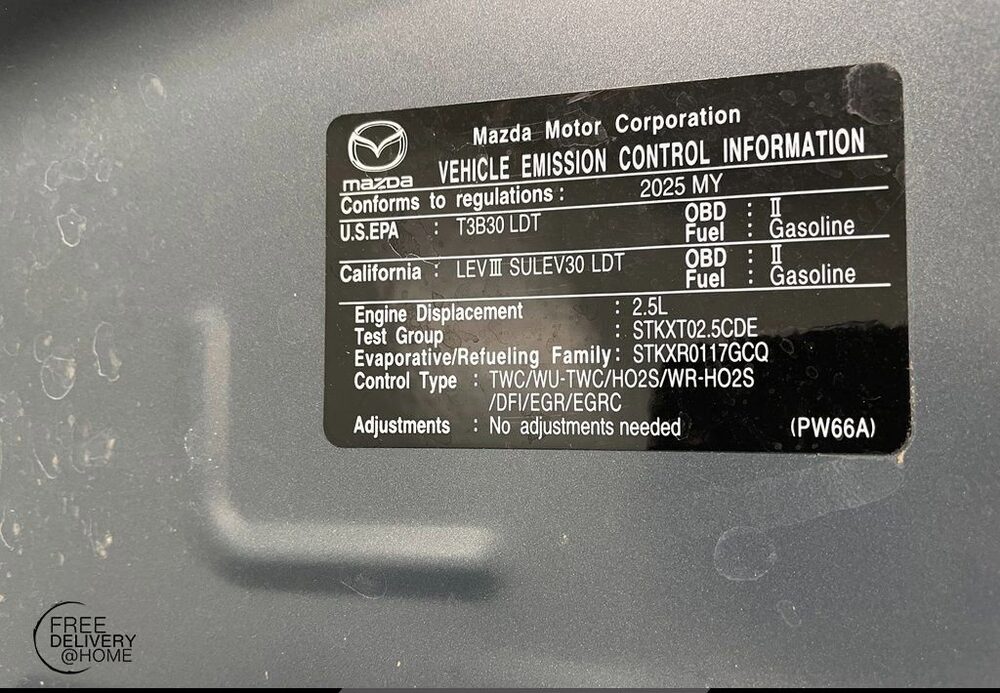 Mazda Motor Corporation
mazda
VEHICLE EMISSION CONTROL INFORMATION
Conforms to regulations : 2025 MY
U.S.EPA : T3B30 LDT OBD : Ⅱ
Fuel : Gasoline
California : LEVⅢ SULEV30 LDT OBD : Ⅱ
Fuel : Gasoline
Engine Displacement : 2.5L
Test Group : STKXT02.5CDE
Evaporative/Refueling Family : STKXR0117GCQ
Control Type : TWC/WU-TWC/HO2S/WR-HO2S
/DFI/EGR/EGRC
Adjustments : No adjustments needed (PW66A)
FREE
DELIVERY
@HOME